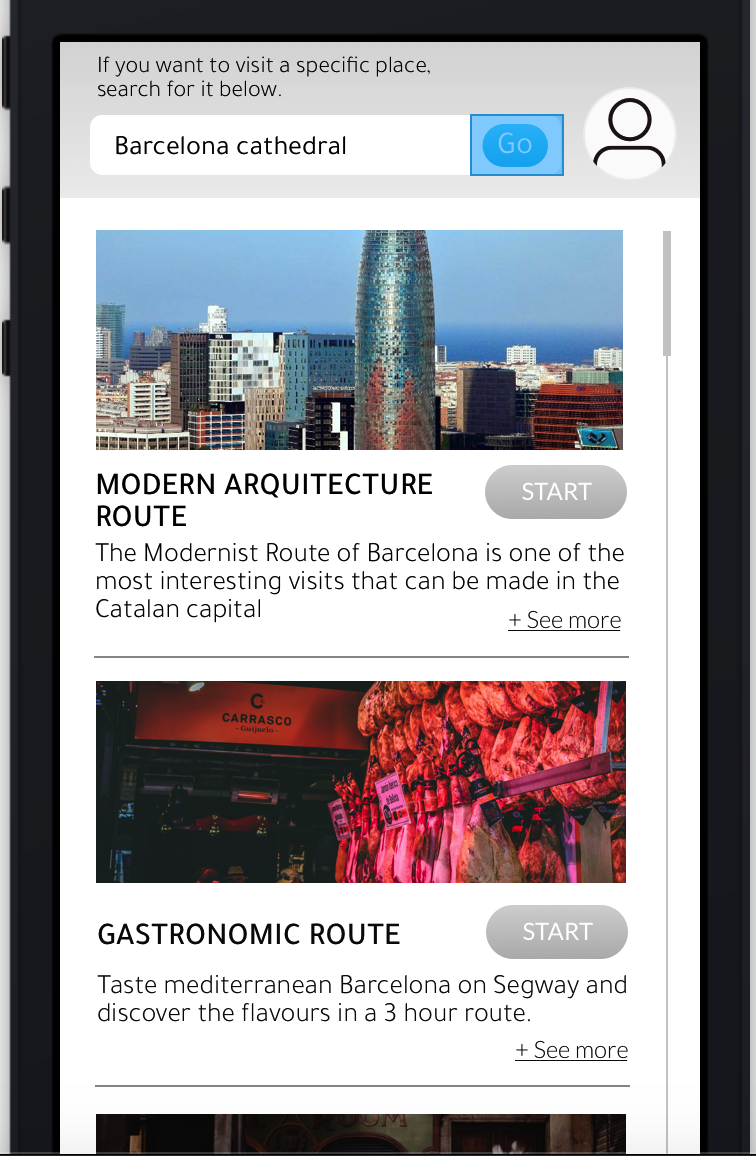 If you want to visit a specific place,
search for it below.
Barcelona cathedral
Go
MODERN ARQUITECTURE
ROUTE
START
The Modernist Route of Barcelona is one of the
most interesting visits that can be made in the
Catalan capital
+ See more
CARRASCO
- Guijuelo -
GASTRONOMIC ROUTE
START
Taste mediterranean Barcelona on Segway and
discover the flavours in a 3 hour route.
+ See more